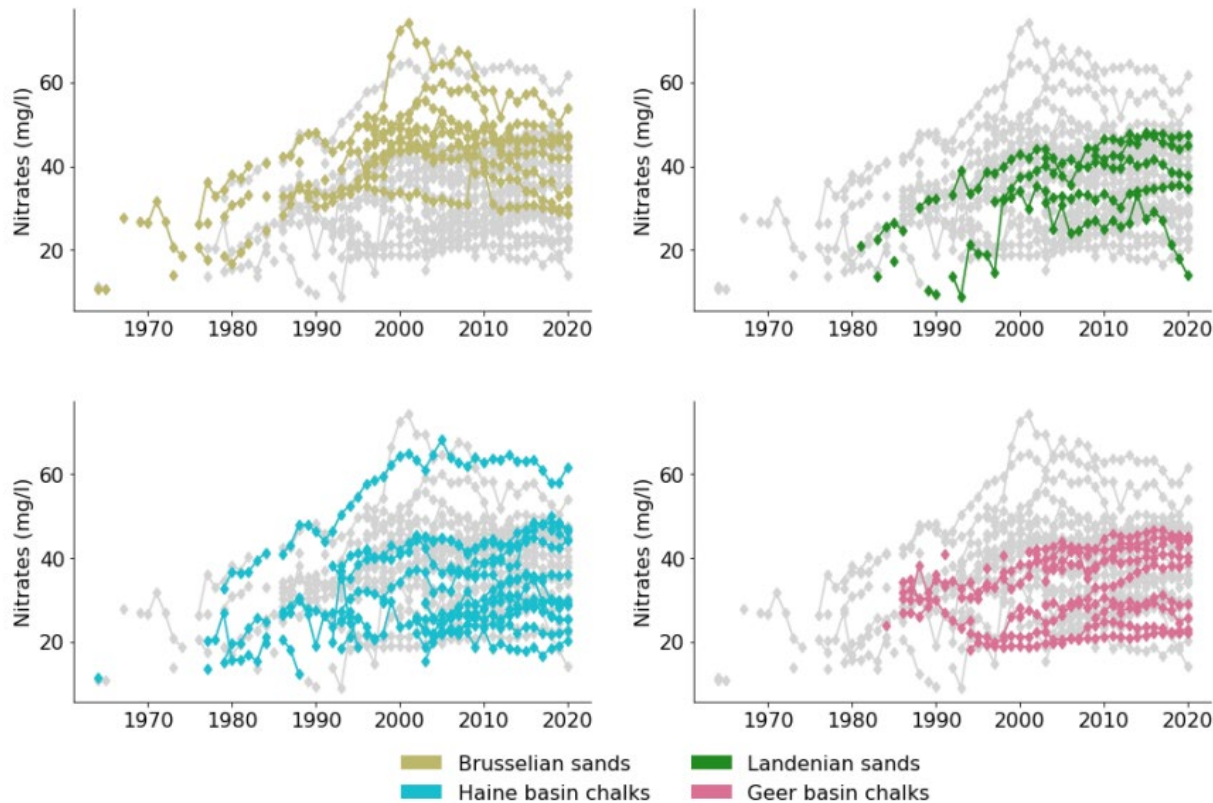 Nitrates (mg/l)
60
40
20
1970 1980 1990 2000 2010 2020
Nitrates (mg/l)
60
40
20
1970 1980 1990 2000 2010 2020
Nitrates (mg/l)
60
40
20
1970 1980 1990 2000 2010 2020
Nitrates (mg/l)
60
40
20
1970 1980 1990 2000 2010 2020
Brusselian sands
Landenian sands
Haine basin chalks
Geer basin chalks